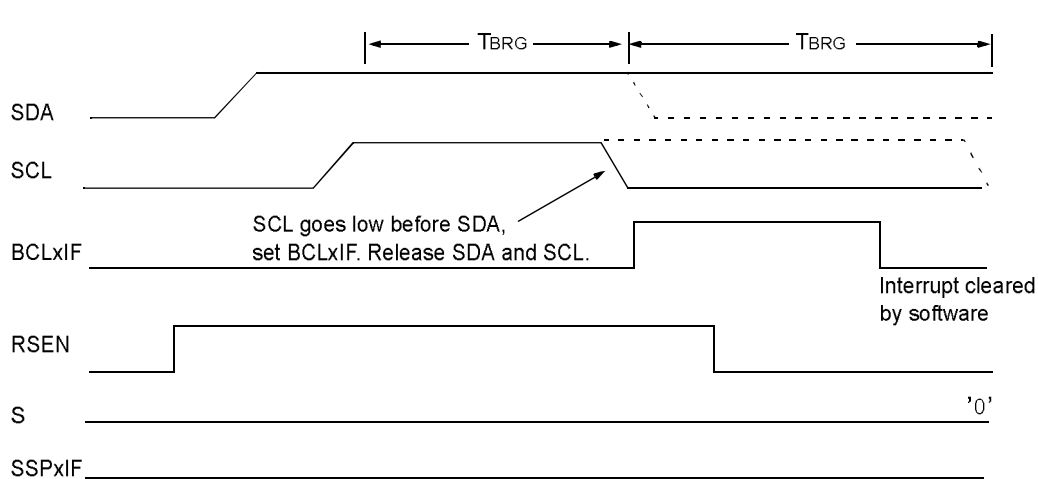 TBRG TBRG
SDA
SCL
SCL goes low before SDA,
set BCLxIF. Release SDA and SCL.
BCLxIF
Interrupt cleared
by software
RSEN
S '0'
SSPxIF